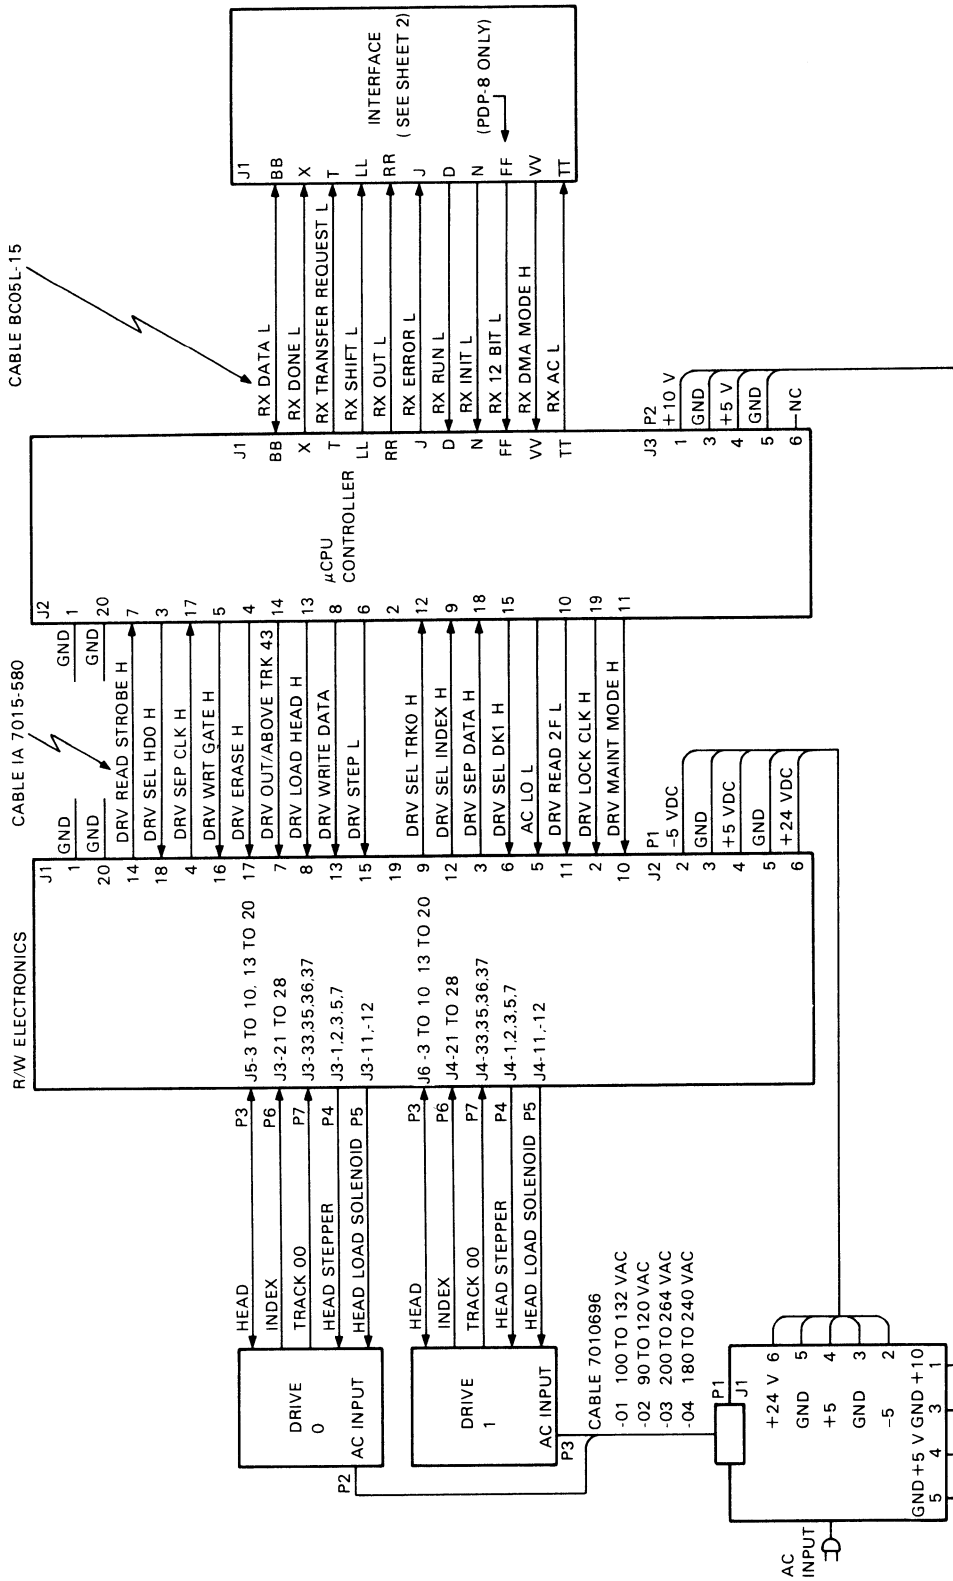 CABLE BC05L-15
J1
BB
X
T
LL
RR
J
D
N
FF
VV
TT
INTERFACE
(SEE SHEET 2)
(PDP-8 ONLY)
RX DATA L
RX DONE L
RX TRANSFER REQUEST L
RX SHIFT L
RX OUT L
RX ERROR L
RX RUN L
RX INIT L
RX 12 BIT L
RX DMA MODE H
RX AC L
J1
BB
X
T
LL
RR
J
D
N
FF
VV
TT
J3 P2
1 +10 V
3 GND
4 +5 V
5 GND
6 NC
µCPU
CONTROLLER
J2
1
20
7
3
17
5
4
14
13
8
6
2
12
9
18
15
10
19
11
CABLE IA 7015-580
GND GND
GND GND
DRV READ STROBE H
DRV SEL HD0 H
DRV SEP CLK H
DRV WRT GATE H
DRV ERASE H
DRV OUT/ABOVE TRK 43
DRV LOAD HEAD H
DRV WRITE DATA
DRV STEP L
DRV SEL TRK0 H
DRV SEL INDEX H
DRV SEP DATA H
DRV SEL DK1 H
AC LO L
DRV READ 2F L
DRV LOCK CLK H
DRV MAINT MODE H
R/W ELECTRONICS
J1
1
20
14
18
4
16
17
7
8
13
15
19
9
12
3
6
5
11
2
10
J2 P1
2 -5 VDC
3 GND
4 +5 VDC
5 GND
6 +24 VDC
J5-3 TO 10, 13 TO 20
J3-21 TO 28
J3-33,35,36,37
J3-1,2,3,5,7
J3-11,-12
J6 -3 TO 10 13 TO 20
J4-21 TO 28
J4-33,35,36,37
J4-1,2,3,5,7
J4-11,-12
HEAD P3
INDEX P6
TRACK 00 P7
HEAD STEPPER P4
HEAD LOAD SOLENOID P5
HEAD P3
INDEX P6
TRACK 00 P7
HEAD STEPPER P4
HEAD LOAD SOLENOID P5
DRIVE
0
AC INPUT
P2
DRIVE
1
AC INPUT
P3
CABLE 7010696
-01 100 TO 132 VAC
-02 90 TO 120 VAC
-03 200 TO 264 VAC
-04 180 TO 240 VAC
P1
J1
+24 V 6
GND 5
+5 4
GND 3
-5 2
GND +5 V GND +10
5 4 3 1
AC
INPUT